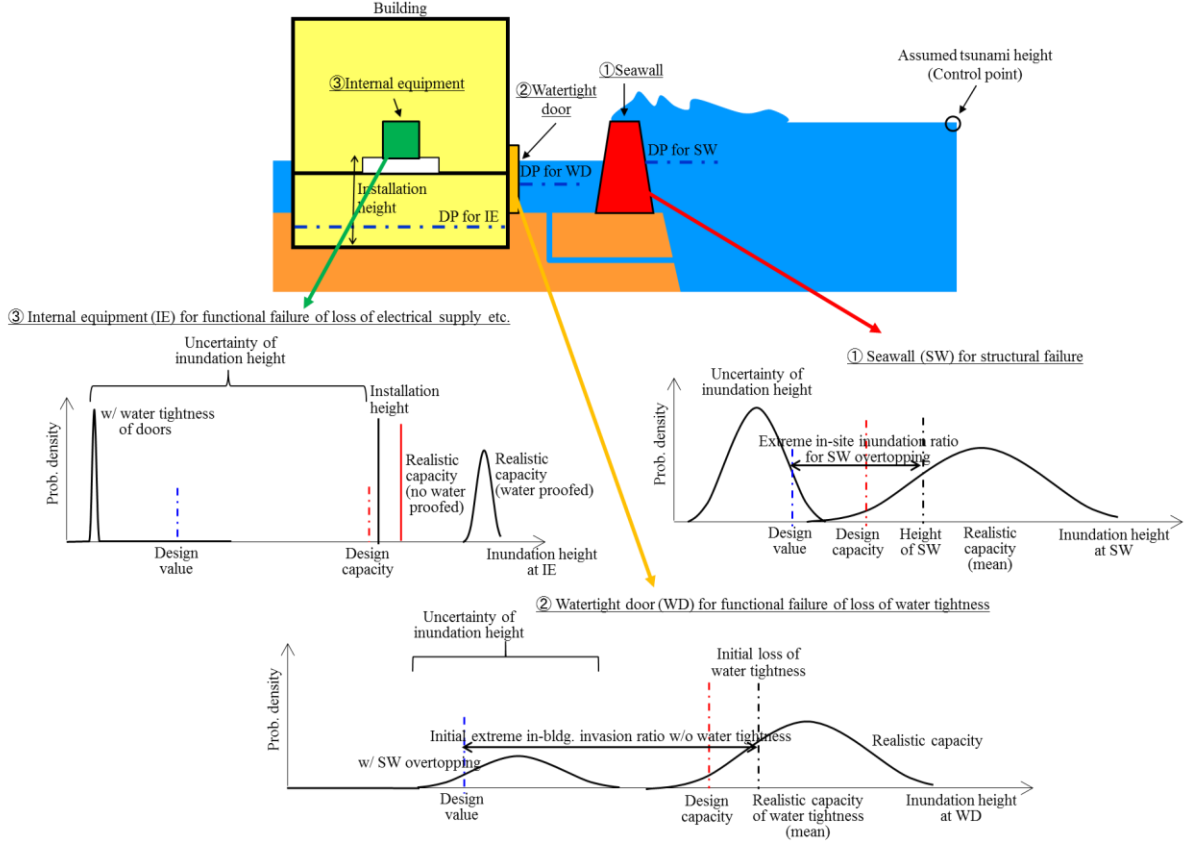 Building
Assumed tsunami height
(Control point)
①Seawall
③Internal equipment
②Watertight
door
DP for SW
DP for WD
Installation
height
DP for IE
③ Internal equipment (IE) for functional failure of loss of electrical supply etc.
Uncertainty of
inundation height
Installation
height
w/ water tightness
of doors
Realistic
capacity
(no water
proofed)
Realistic
capacity
(water proofed)
Prob. density
Design
value
Design
capacity
Inundation height
at IE
① Seawall (SW) for structural failure
Uncertainty of
inundation height
Extreme in-site inundation ratio
for SW overtopping
Prob. density
Design
value
Design
capacity
Height
of SW
Realistic
capacity
(mean)
Inundation height
at SW
② Watertight door (WD) for functional failure of loss of water tightness
Uncertainty of
inundation height
Initial loss of
water tightness
Prob. density
Initial extreme in-bldg. invasion ratio w/o water tightness
w/ SW overtopping
Realistic capacity
Design
value
Design
capacity
Realistic capacity
of water tightness
(mean)
Inundation height
at WD